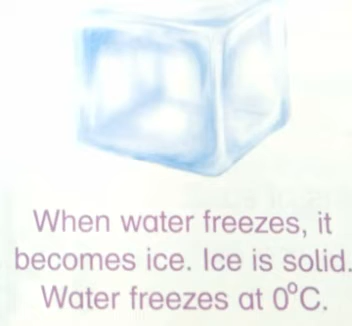 When water freezes, it
becomes ice. Ice is solid.
Water freezes at 0°C.